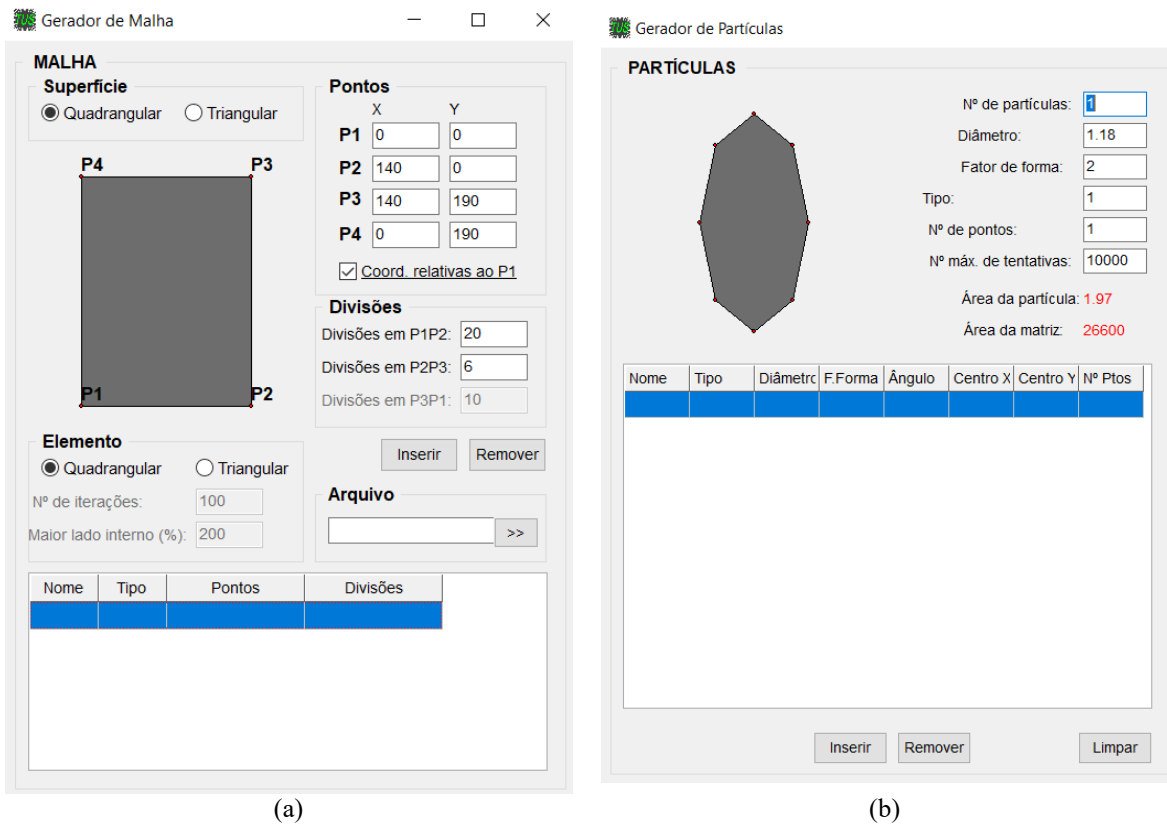 Gerador de Malha
MALHA
Superfície
Quadrangular Triangular
P4 P3
P1 P2
Pontos
X Y
P1 0 0
P2 140 0
P3 140 190
P4 0 190
Coord. relativas ao P1
Divisões
Divisões em P1P2: 20
Divisões em P2P3: 6
Divisões em P3P1: 10
Elemento
Quadrangular Triangular
Nº de iterações: 100
Maior lado interno (%): 200
Inserir Remover
Arquivo
>>
Nome Tipo Pontos Divisões
(a)
Gerador de Partículas
PARTÍCULAS
Nº de partículas: 1
Diâmetro: 1.18
Fator de forma: 2
Tipo: 1
Nº de pontos: 1
Nº máx. de tentativas: 10000
Área da partícula: 1.97
Área da matriz: 26600
Nome Tipo Diâmetrc F.Forma Ângulo Centro X Centro Y Nº Ptos
Inserir Remover Limpar
(b)